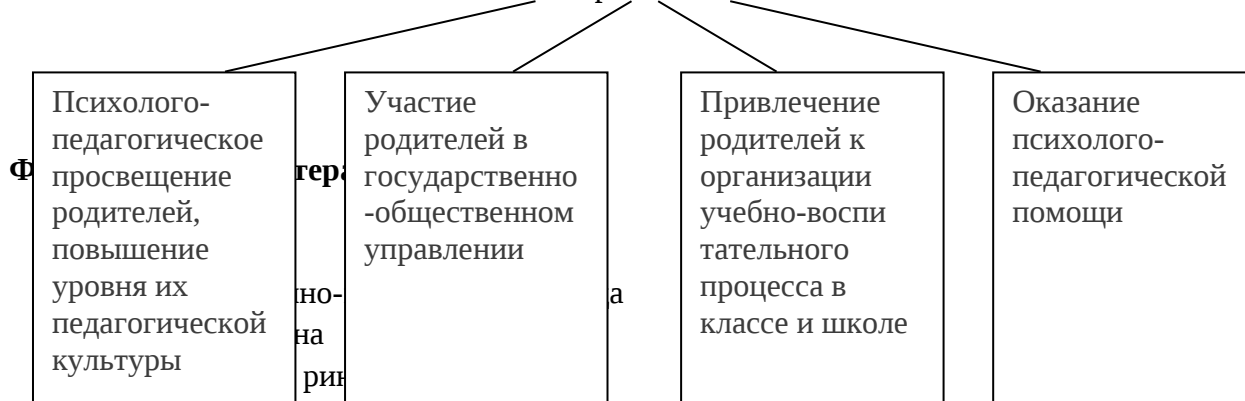 Психолого-
педагогическое
просвещение
родителей,
повышение
уровня их
педагогической
культуры
Участие
родителей в
государственно
-общественном
управлении
Привлечение
родителей к
организации
учебно-воспи
тательного
процесса в
классе и школе
Оказание
психолого-
педагогической
помощи